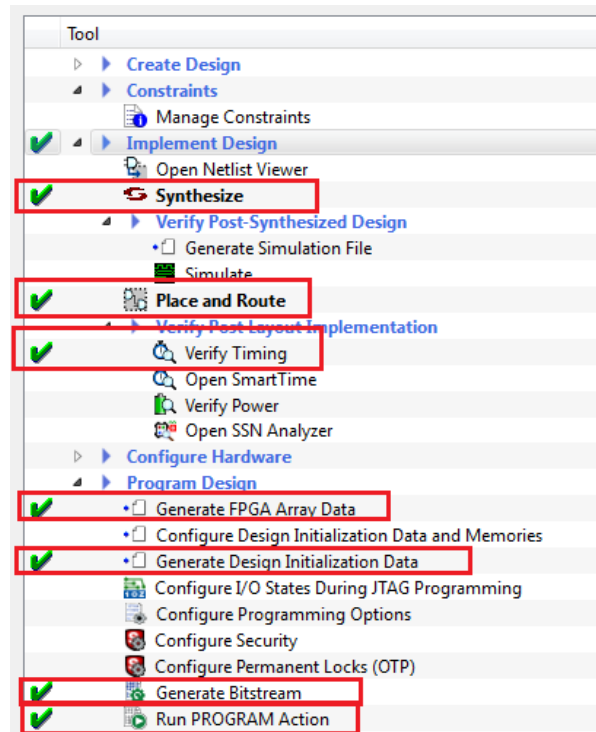 Tool
Create Design
Constraints
Manage Constraints
Implement Design
Open Netlist Viewer
Synthesize
Verify Post-Synthesized Design
Generate Simulation File
Simulate
Place and Route
Verify Post Layout Implementation
Verify Timing
Open SmartTime
Verify Power
Open SSN Analyzer
Configure Hardware
Program Design
Generate FPGA Array Data
Configure Design Initialization Data and Memories
Generate Design Initialization Data
Configure I/O States During JTAG Programming
Configure Programming Options
Configure Security
Configure Permanent Locks (OTP)
Generate Bitstream
Run PROGRAM Action